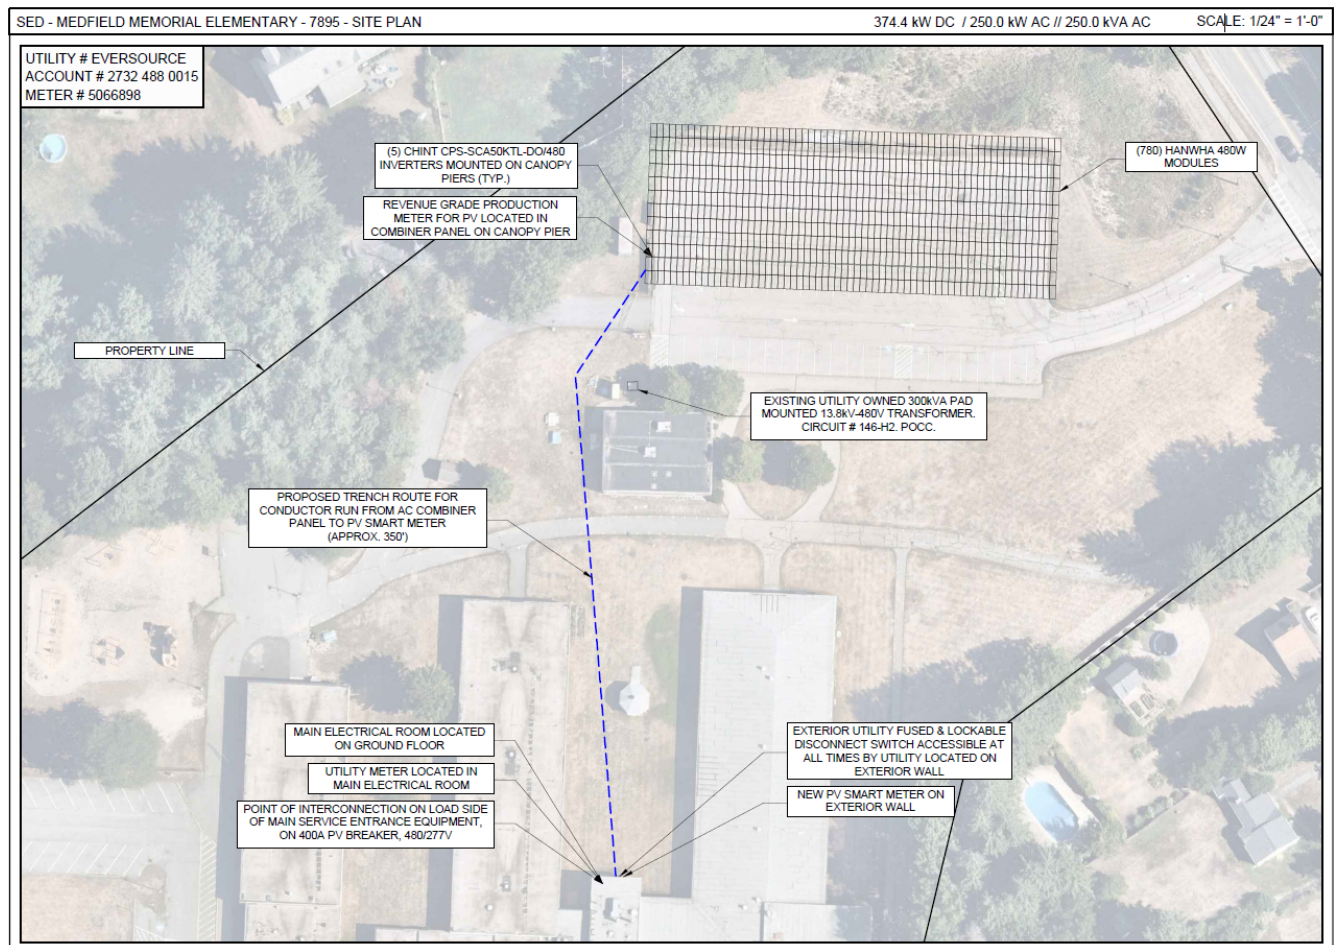 SED - MEDFIELD MEMORIAL ELEMENTARY - 7895 - SITE PLAN
374.4 kW DC / 250.0 kW AC // 250.0 kVA AC
SCALE: 1/24" = 1'-0"
UTILITY # EVERSOURCE
ACCOUNT # 2732 488 0015
METER # 5066898
(5) CHINT CPS-SCA50KTL-DO/480
INVERTERS MOUNTED ON CANOPY
PIERS (TYP.)
(780) HANWHA 480W
MODULES
REVENUE GRADE PRODUCTION
METER FOR PV LOCATED IN
COMBINER PANEL ON CANOPY PIER
PROPERTY LINE
EXISTING UTILITY OWNED 300kVA PAD
MOUNTED 13.8kV-480V TRANSFORMER.
CIRCUIT # 146-H2. POCC.
PROPOSED TRENCH ROUTE FOR
CONDUCTOR RUN FROM AC COMBINER
PANEL TO PV SMART METER
(APPROX. 350')
MAIN ELECTRICAL ROOM LOCATED
ON GROUND FLOOR
UTILITY METER LOCATED IN
MAIN ELECTRICAL ROOM
POINT OF INTERCONNECTION ON LOAD SIDE
OF MAIN SERVICE ENTRANCE EQUIPMENT,
ON 400A PV BREAKER, 480/277V
EXTERIOR UTILITY FUSED & LOCKABLE
DISCONNECT SWITCH ACCESSIBLE AT
ALL TIMES BY UTILITY LOCATED ON
EXTERIOR WALL
NEW PV SMART METER ON
EXTERIOR WALL